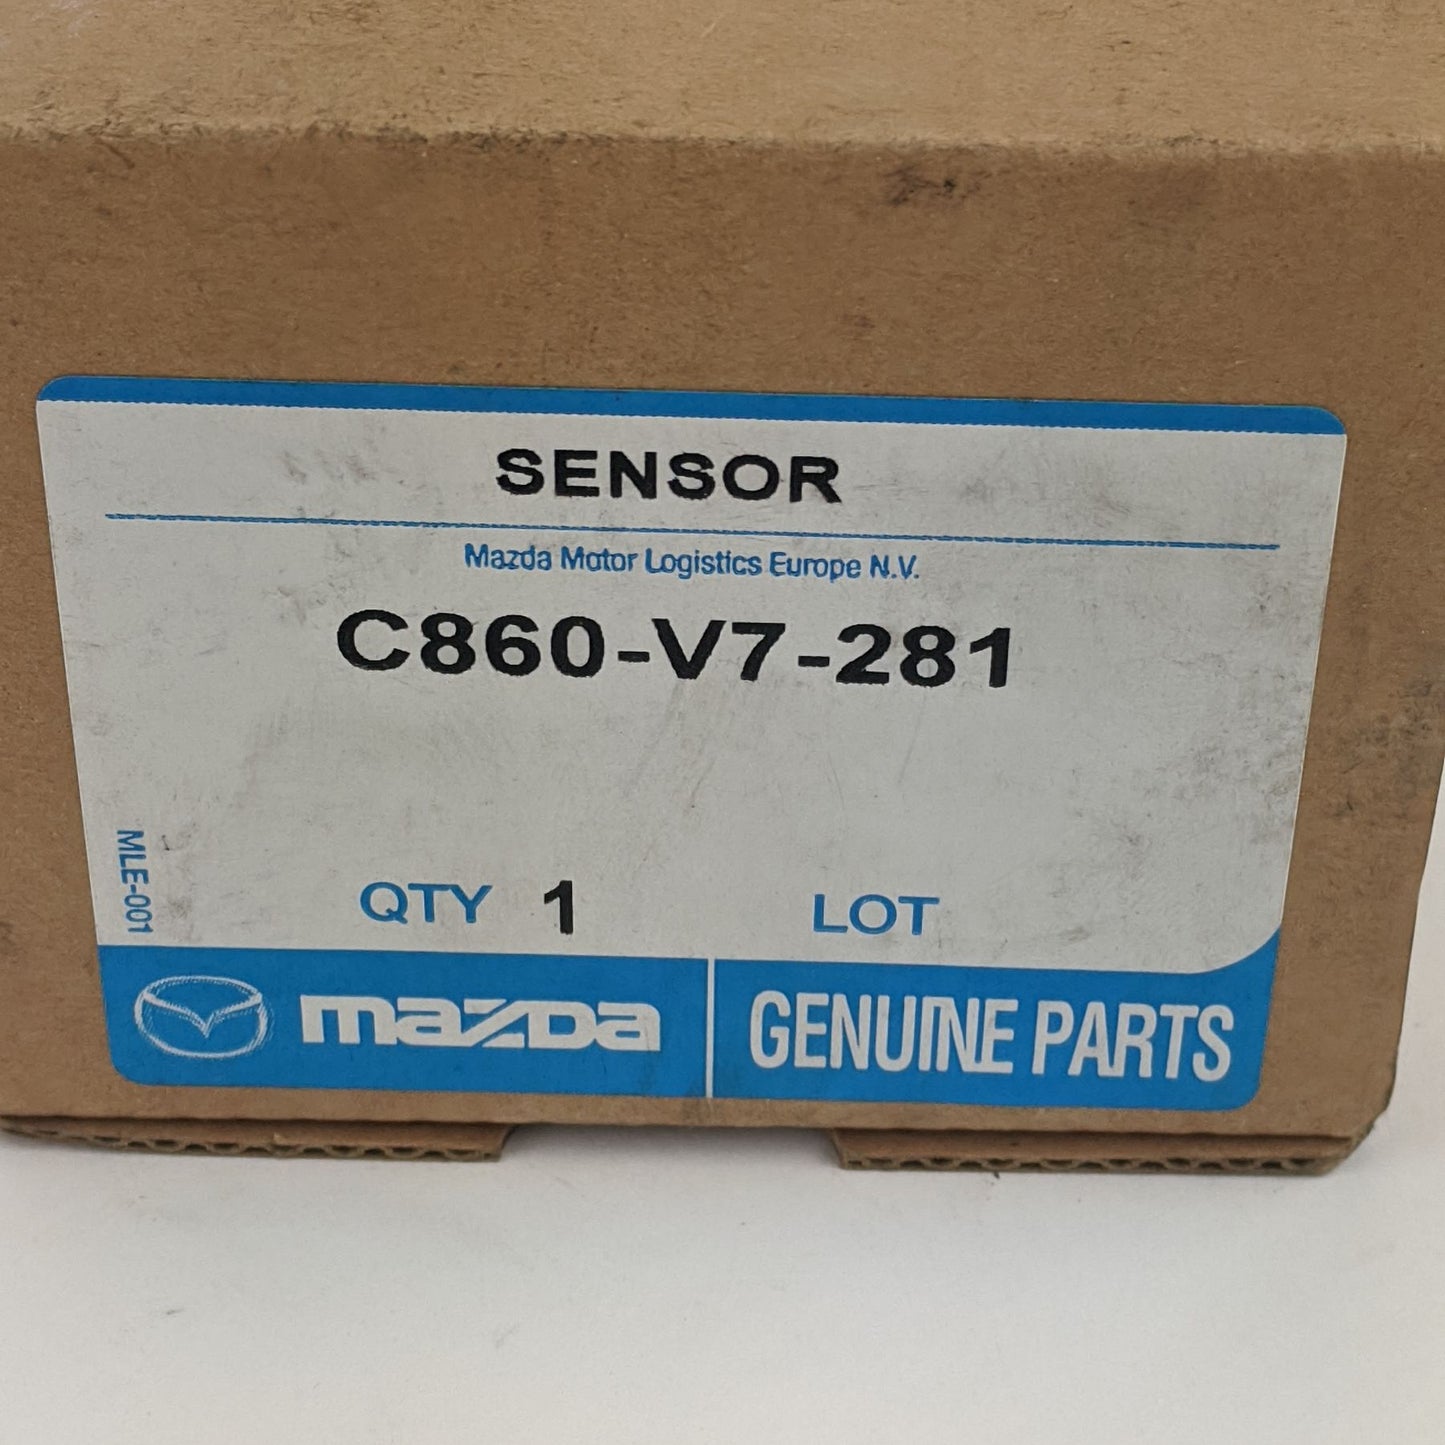 SENSOR
Mazda Motor Logistics Europe N.V.
C860-V7-281
MLE-001
QTY 1 LOT
mazda GENUINE PARTS